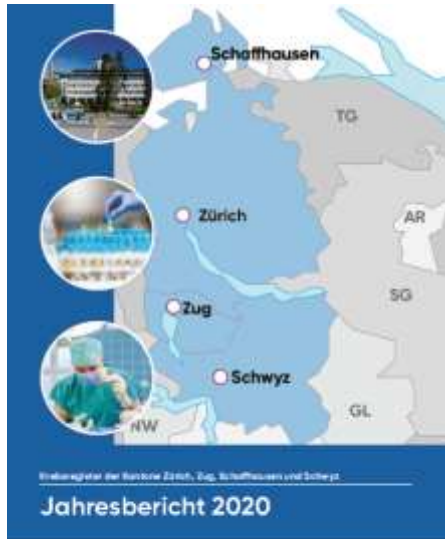 Schaffhausen
TG
Zürich
AR
SG
Zug
Schwyz
NW
GL
Krebsregister der Kantone Zürich, Zug, Schaffhausen und Schwyz
Jahresbericht 2020